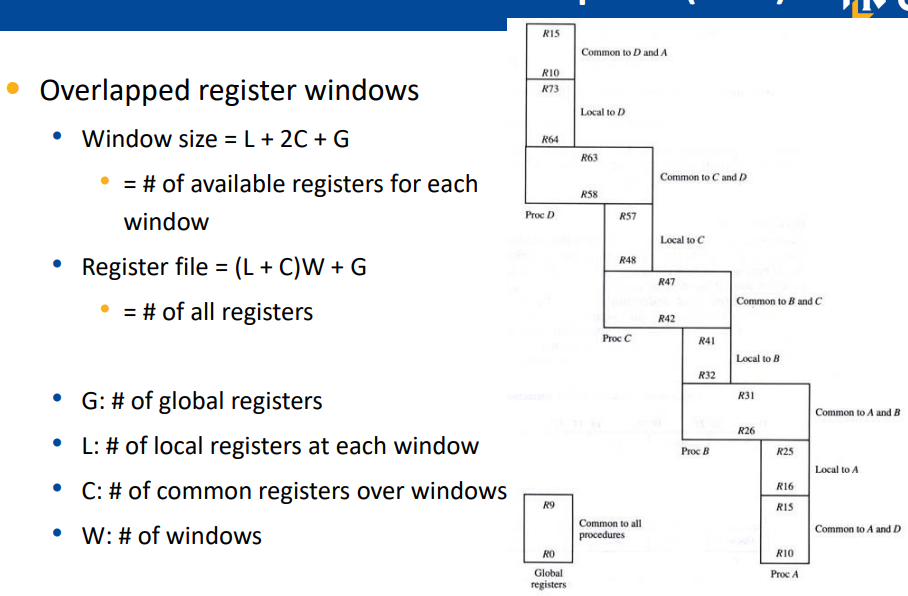 Overlapped register windows
Window size = L + 2C + G
= # of available registers for each
window
Register file = (L + C)W + G
= # of all registers
G: # of global registers
L: # of local registers at each window
C: # of common registers over windows
W: # of windows
R15
Common to D and A
R10
R73
Local to D
R64
R63
Common to C and D
R58
Proc D
R57
Local to C
R48
R47
Common to B and C
R42
Proc C
R41
Local to B
R32
R31
Common to A and B
R26
Proc B
R25
Local to A
R16
R15
Common to A and D
R10
Proc A
R9
Common to all
procedures
R0
Global
registers